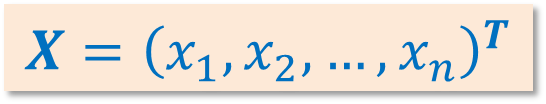 X = (x₁, x₂, …, xₙ)ᵀ